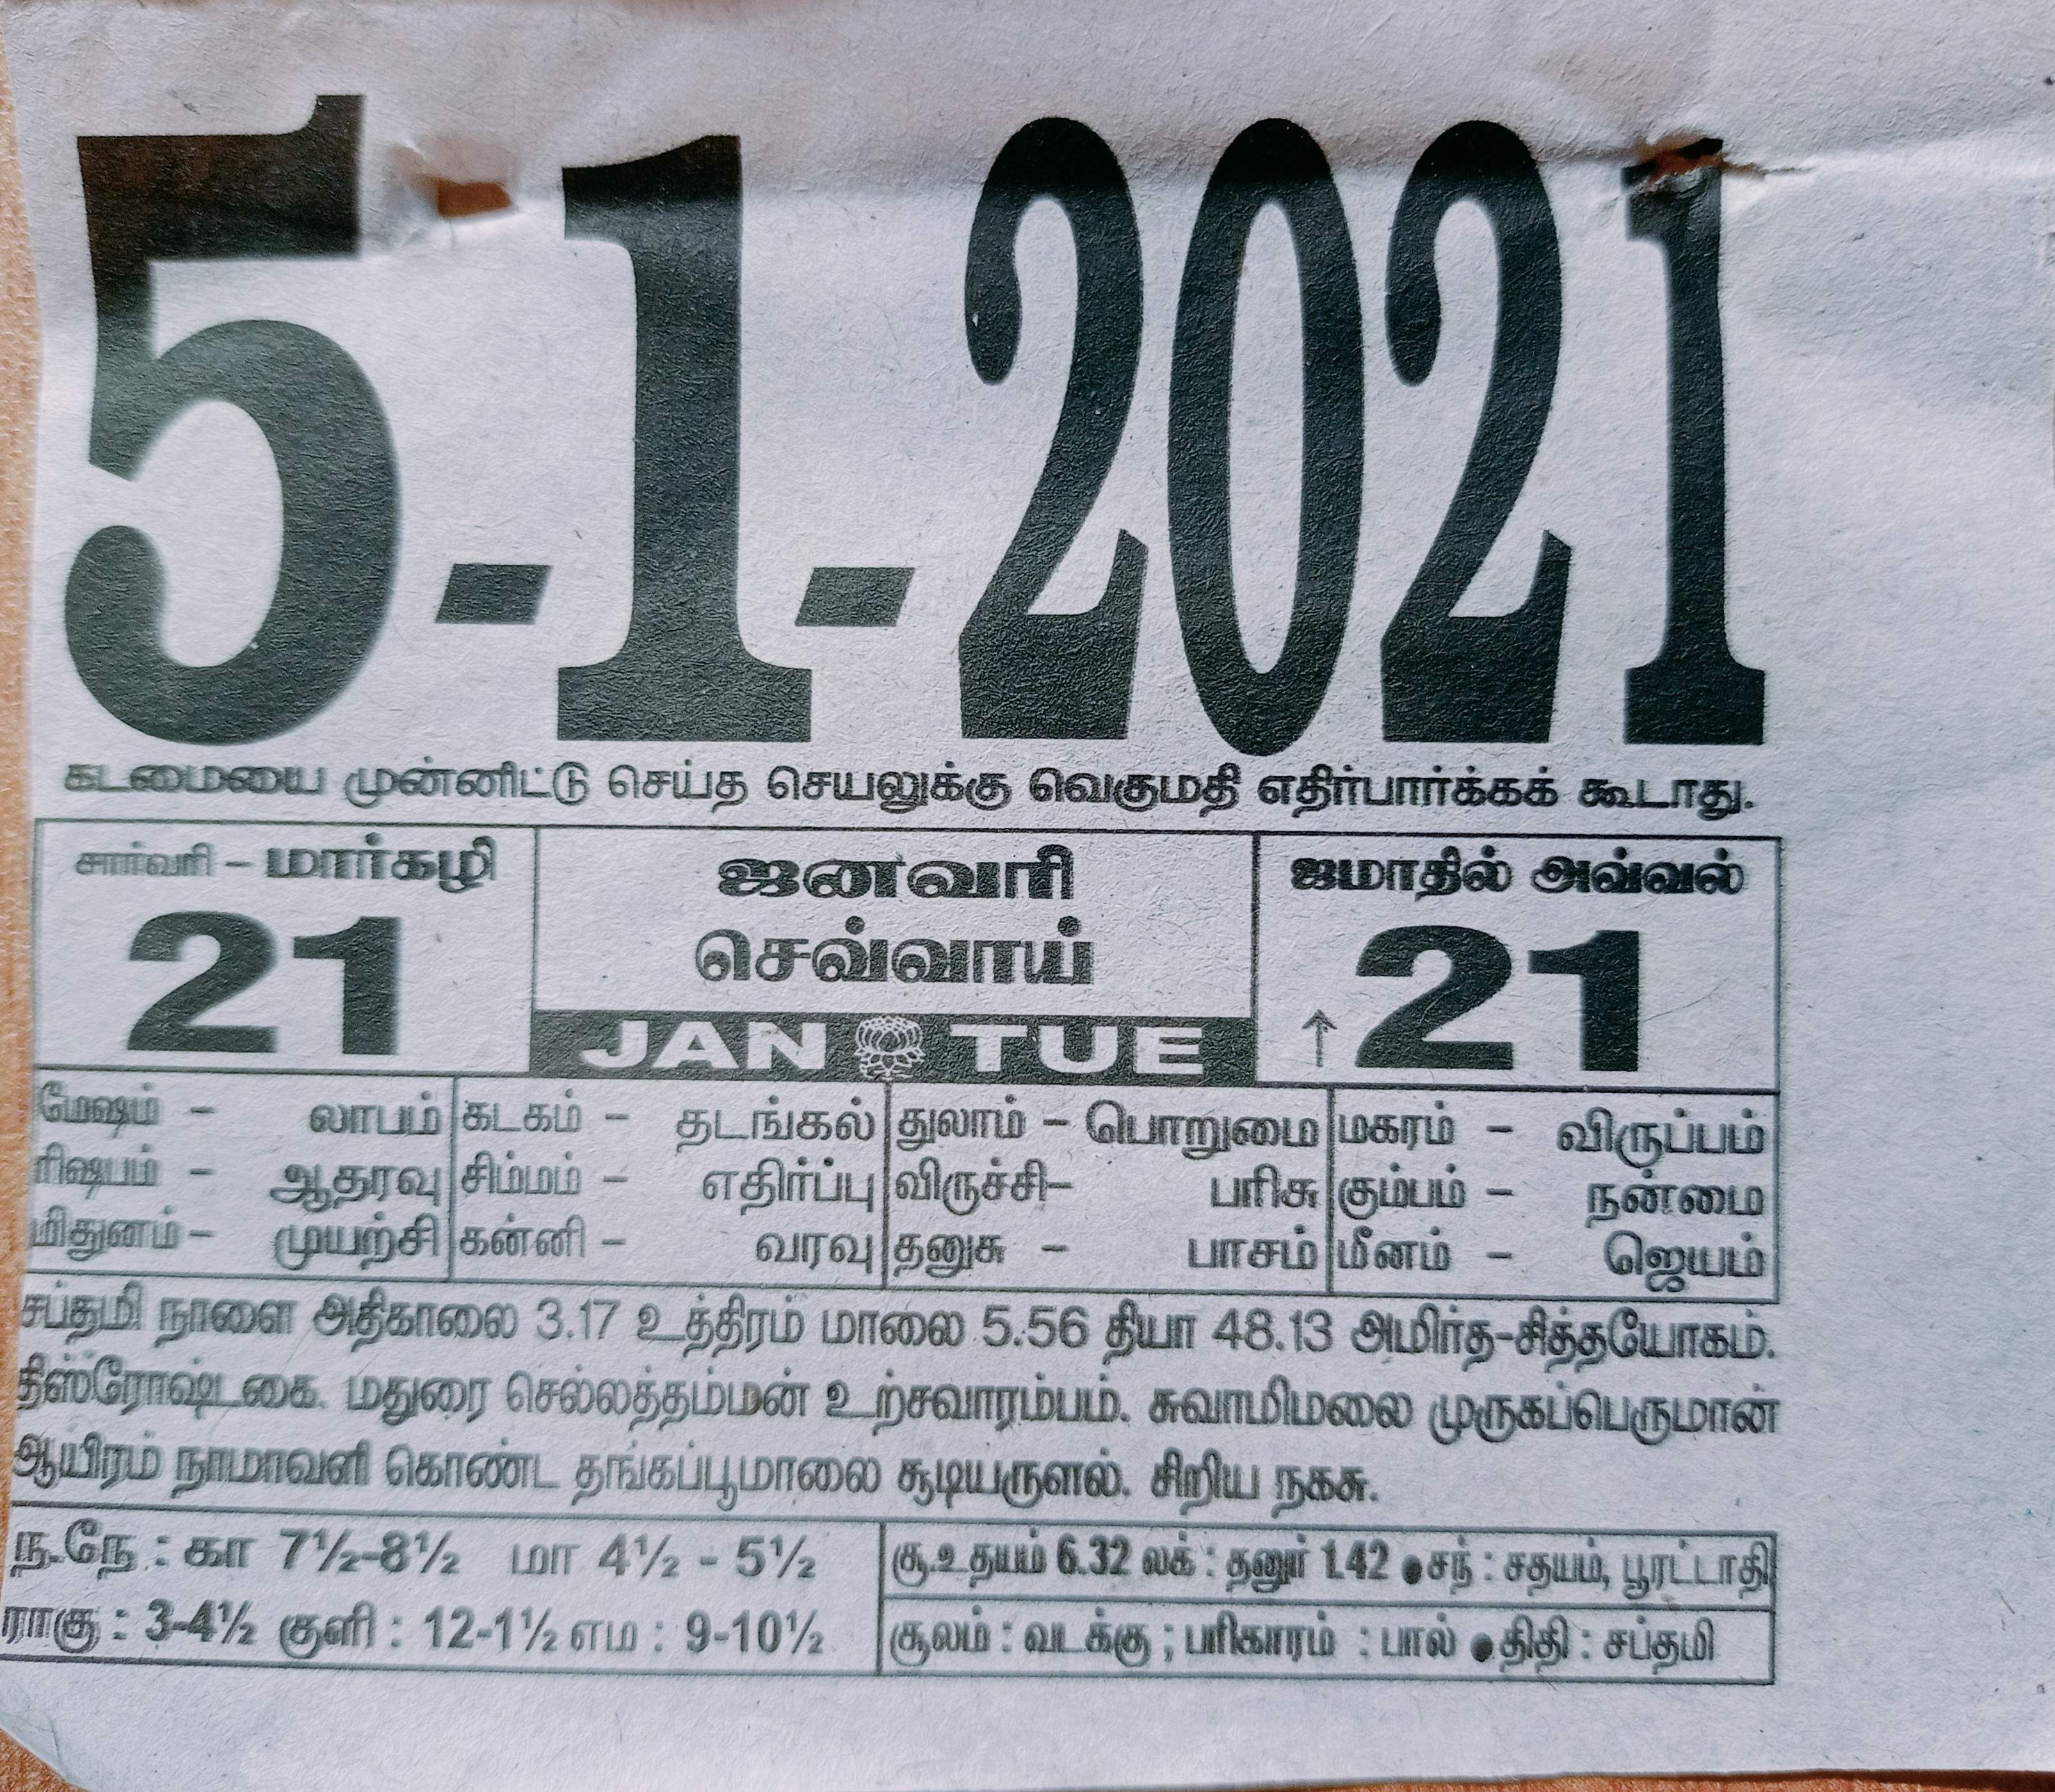 5-1-2021
கடமையை முன்னிட்டு செய்த செயலுக்கு வெகுமதி எதிர்பார்க்கக் கூடாது.
சார்வரி - மார்கழி
21
ஜனவரி
செவ்வாய்
JAN TUE
ஜமாதில் அவ்வல்
↑ 21
மேஷம் - லாபம் கடகம் - தடங்கல் துலாம் - பொறுமை மகரம் - விருப்பம்
ரிஷபம் - ஆதரவு சிம்மம் - எதிர்ப்பு விருச்சி- பரிசு கும்பம் - நன்மை
மிதுனம் - முயற்சி கன்னி - வரவு தனுசு - பாசம் மீனம் - ஜெயம்
சப்தமி நாளை அதிகாலை 3.17 உத்திரம் மாலை 5.56 தியா 48.13 அமிர்த-சித்தயோகம்.
திஸ்ரோஷ்டகை. மதுரை செல்லத்தம்மன் உற்சவாரம்பம். சுவாமிமலை முருகப்பெருமான்
ஆயிரம் நாமாவளி கொண்ட தங்கப்பூமாலை சூடியருளல். சிறிய நகசு.
ந.நே : கா 7½-8½ மா 4½ - 5½
ராகு : 3-4½ குளி : 12-1½ எம : 9-10½
சூ.உதயம் 6.32 லக் : தனுர் 1.42 ● சந் : சதயம், பூரட்டாதி
சூலம் : வடக்கு ; பரிகாரம் : பால் ● திதி : சப்தமி